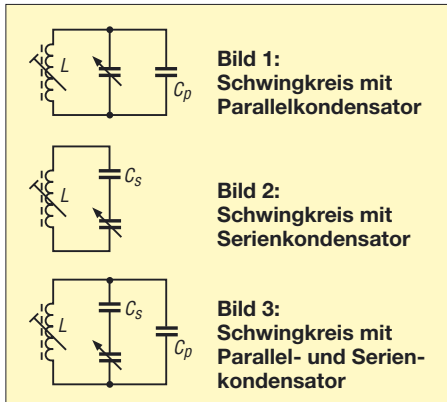 L
Cp
Bild 1:
Schwingkreis mit
Parallelkondensator
L
Cs
Bild 2:
Schwingkreis mit
Serienkondensator
L
Cs
Cp
Bild 3:
Schwingkreis mit
Parallel- und Serien-
kondensator